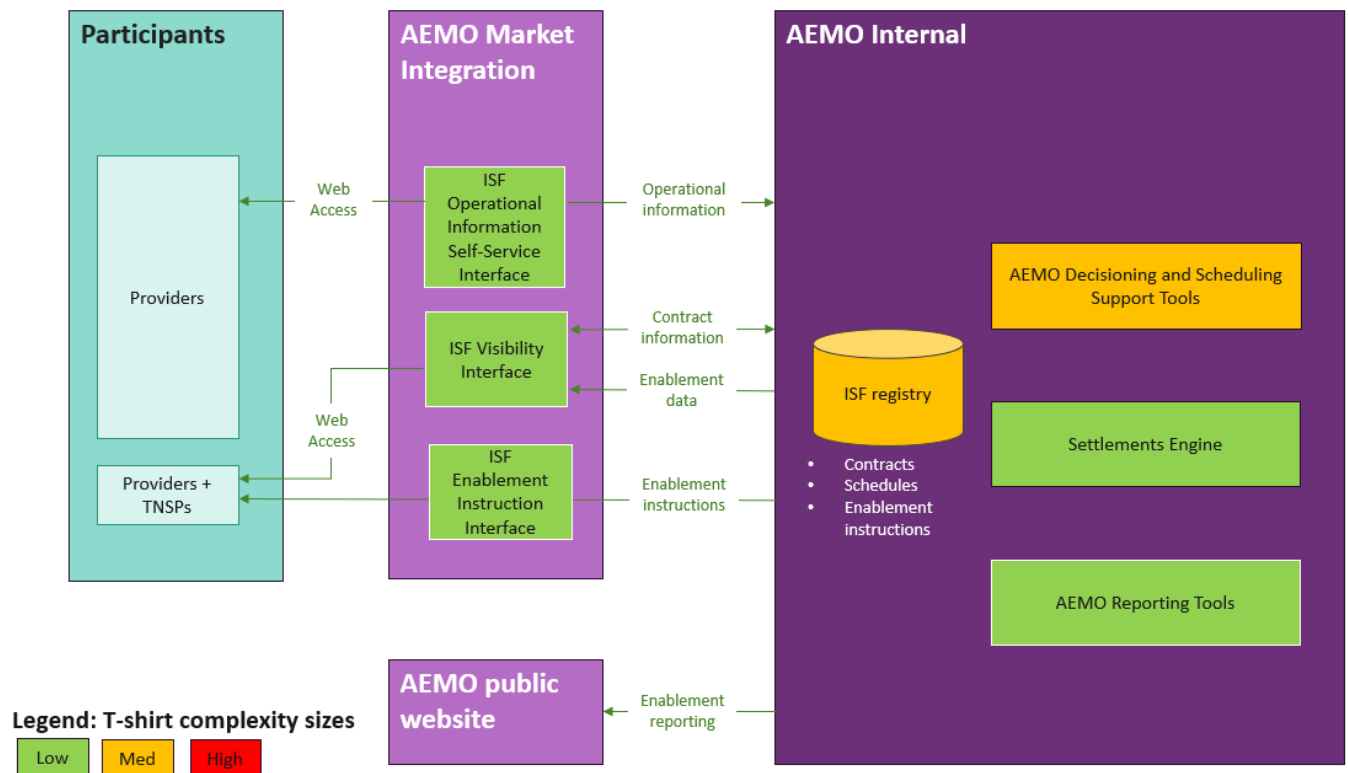 Participants
AEMO Market
Integration
AEMO Internal
Providers
Providers +
TNSPs
Web
Access
Web
Access
ISF
Operational
Information
Self-Service
Interface
ISF Visibility
Interface
ISF
Enablement
Instruction
Interface
Operational
information
Contract
information
Enablement
data
Enablement
instructions
ISF registry
• Contracts
• Schedules
• Enablement
instructions
AEMO Decisioning and Scheduling
Support Tools
Settlements Engine
AEMO Reporting Tools
AEMO public
website
Enablement
reporting
Legend: T-shirt complexity sizes
Low
Med
High